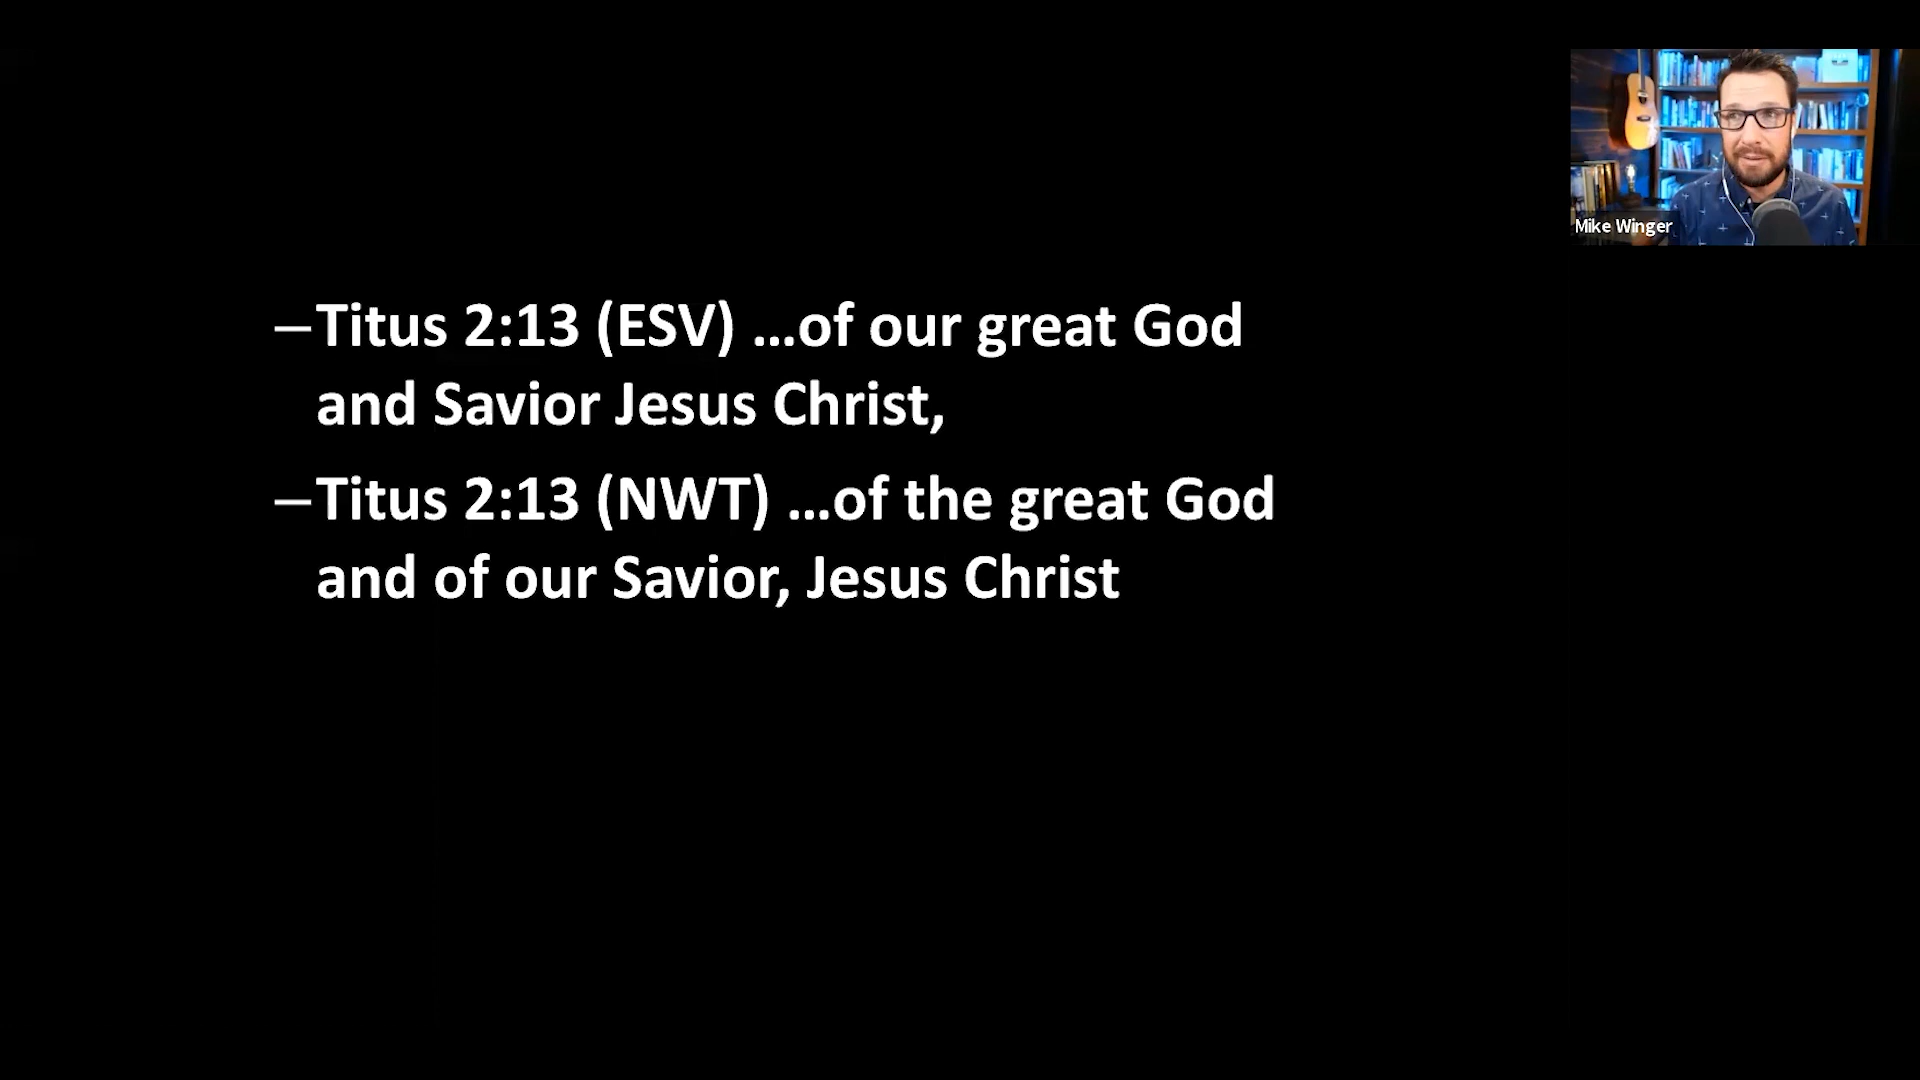 Mike Winger
–Titus 2:13 (ESV) ...of our great God
and Savior Jesus Christ,
–Titus 2:13 (NWT) ...of the great God
and of our Savior, Jesus Christ